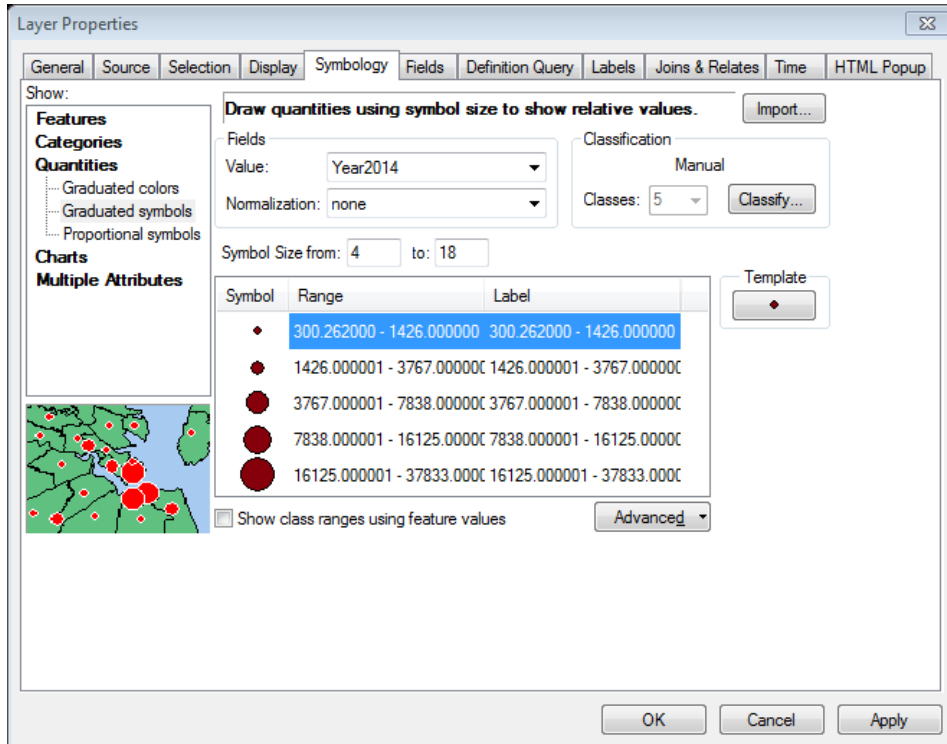 Layer Properties
General Source Selection Display Symbology Fields Definition Query Labels Joins & Relates Time HTML Popup
Show:
Features
Categories
Quantities
Graduated colors
Graduated symbols
Proportional symbols
Charts
Multiple Attributes
Draw quantities using symbol size to show relative values.
Import...
Fields
Value: Year2014
Normalization: none
Classification
Manual
Classes: 5 Classify...
Symbol Size from: 4 to: 18
Symbol Range Label
300.262000 - 1426.000000 300.262000 - 1426.000000
1426.000001 - 3767.00000 1426.000001 - 3767.00000
3767.000001 - 7838.00000 3767.000001 - 7838.00000
7838.000001 - 16125.0000 7838.000001 - 16125.0000
16125.000001 - 37833.000 16125.000001 - 37833.000
Template
Show class ranges using feature values
Advanced
OK Cancel Apply